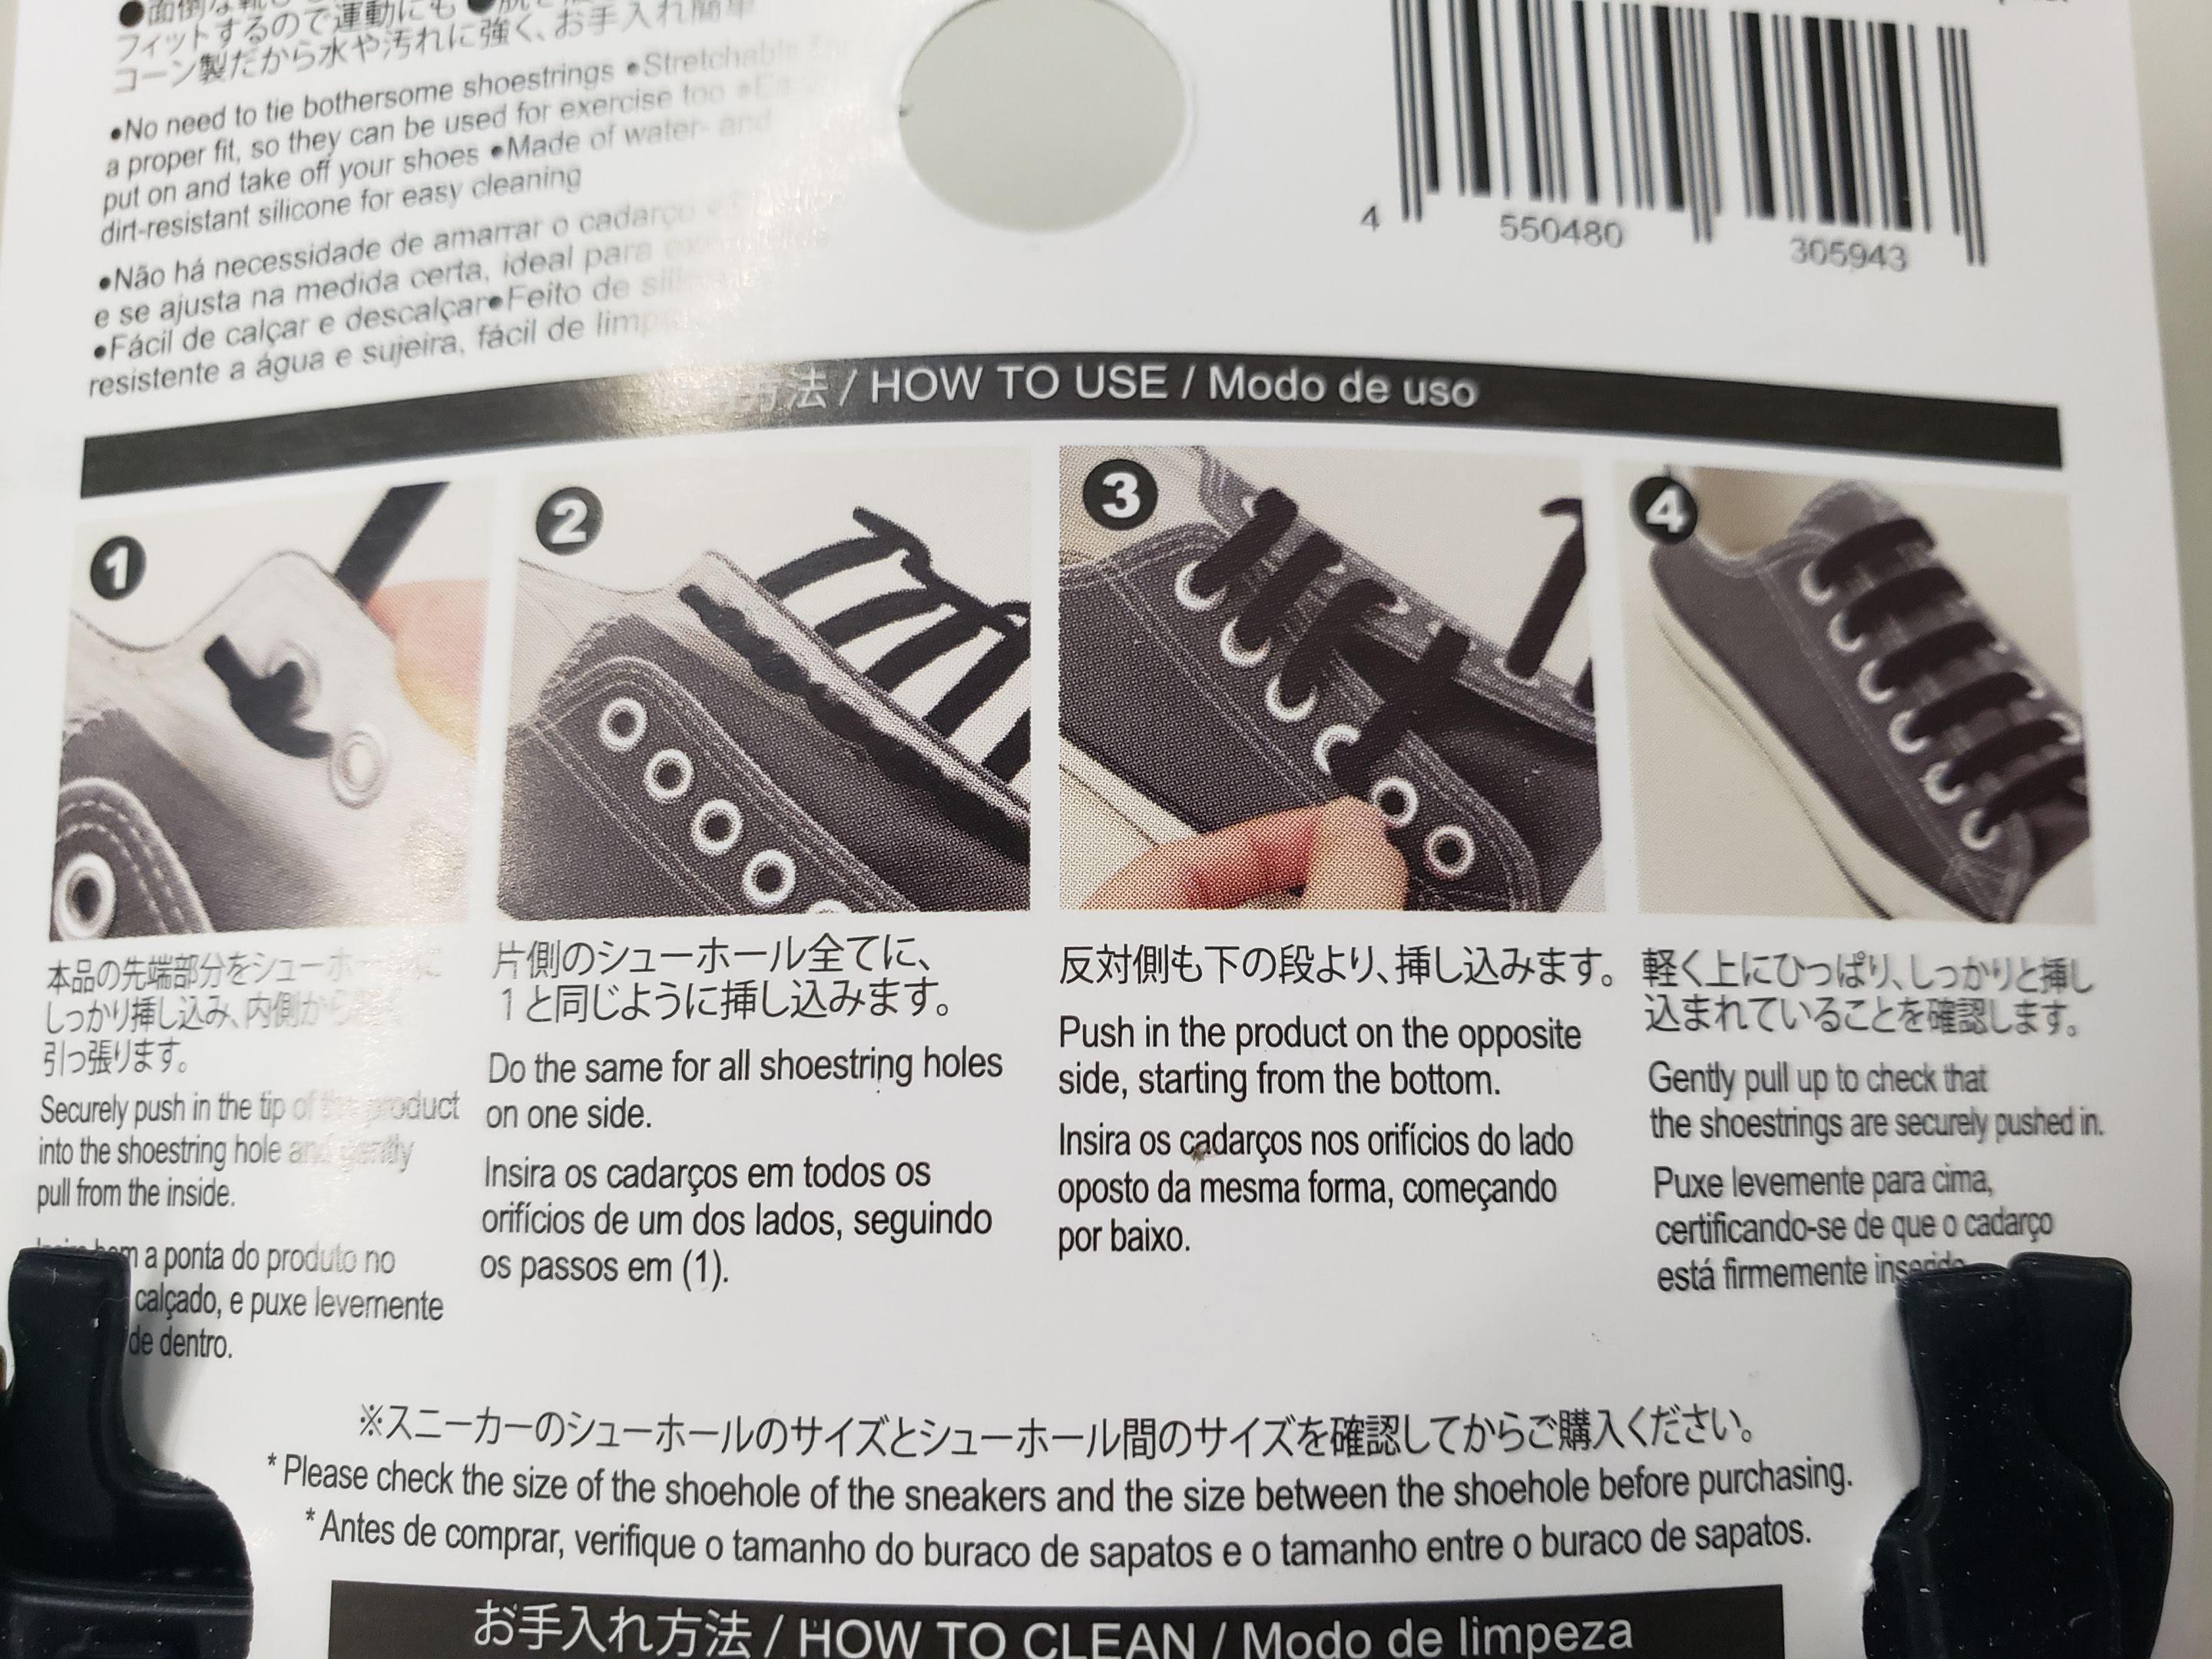 フィットするので運動にも
コーン製だから水や汚れに強く、お手入れ簡単
●No need to tie bothersome shoestrings ●Stretchable
a proper fit, so they can be used for exercise too
put on and take off your shoes ●Made of water- and
dirt-resistant silicone for easy cleaning
●Não há necessidade de amarrar o cadarço
e se ajusta na medida certa, ideal para
●Fácil de calçar e descalçar●Feito de
resistente a água e sujeira, fácil de
4 550480 305943
方法 / HOW TO USE / Modo de uso
1
本品の先端部分を
しっかり挿し込み、内側から
引っ張ります。
Securely push in the tip of the product
into the shoestring hole and gently
pull from the inside.
a ponta do produto no
calçado, e puxe levemente
de dentro.
2
片側のシューホール全てに、
1と同じように挿し込みます。
Do the same for all shoestring holes
on one side.
Insira os cadarços em todos os
orifícios de um dos lados, seguindo
os passos em (1).
3
反対側も下の段より、挿し込みます。
Push in the product on the opposite
side, starting from the bottom.
Insira os cadarços nos orifícios do lado
oposto da mesma forma, começando
por baixo.
4
軽く上にひっぱり、しっかりと挿し
込まれていることを確認します。
Gently pull up to check that
the shoestrings are securely pushed in.
Puxe levemente para cima,
certificando-se de que o cadarço
está firmemente inserido
※スニーカーのシューホールのサイズとシューホール間のサイズを確認してからご購入ください。
* Please check the size of the shoehole of the sneakers and the size between the shoehole before purchasing.
* Antes de comprar, verifique o tamanho do buraco de sapatos e o tamanho entre o buraco de sapatos.
お手入れ方法 / HOW TO CLEAN / Modo de limpeza